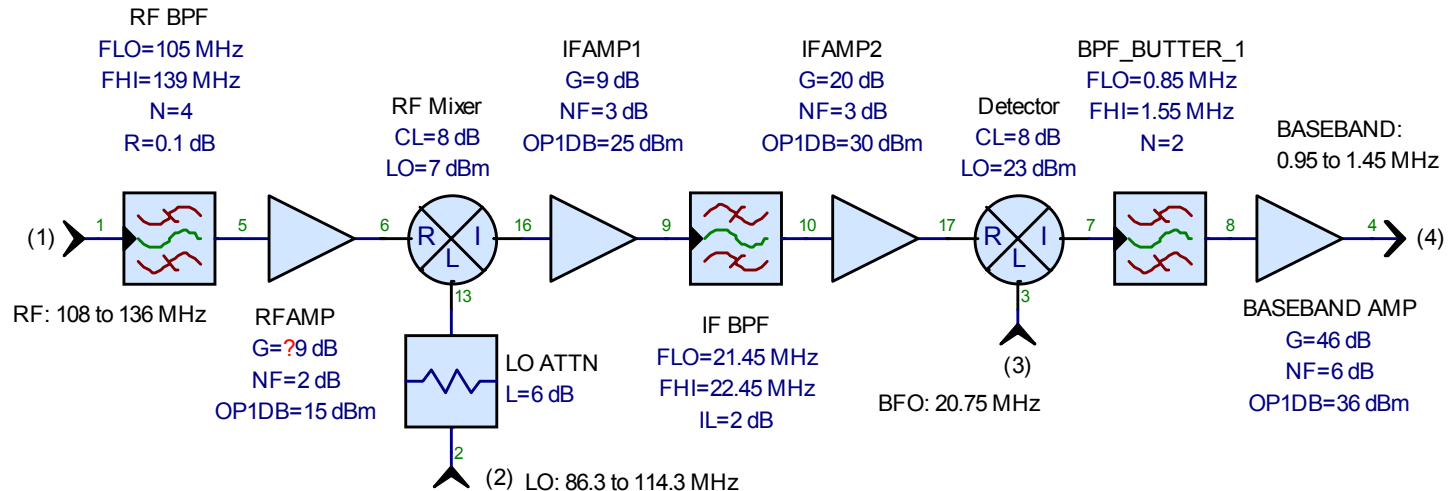 RF BPF
FLO=105 MHz
FHI=139 MHz
N=4
R=0.1 dB
RF Mixer
CL=8 dB
LO=7 dBm
IFAMP1
G=9 dB
NF=3 dB
OP1DB=25 dBm
IFAMP2
G=20 dB
NF=3 dB
OP1DB=30 dBm
Detector
CL=8 dB
LO=23 dBm
BPF_BUTTER_1
FLO=0.85 MHz
FHI=1.55 MHz
N=2
BASEBAND:
0.95 to 1.45 MHz
(1)
1
5
6
R
I
L
16
9
10
17
R
I
L
7
8
4
(4)
13
3
RF: 108 to 136 MHz
RFAMP
G=?9 dB
NF=2 dB
OP1DB=15 dBm
LO ATTN
L=6 dB
IF BPF
FLO=21.45 MHz
FHI=22.45 MHz
IL=2 dB
(3)
BFO: 20.75 MHz
BASEBAND AMP
G=46 dB
NF=6 dB
OP1DB=36 dBm
2
(2)
LO: 86.3 to 114.3 MHz